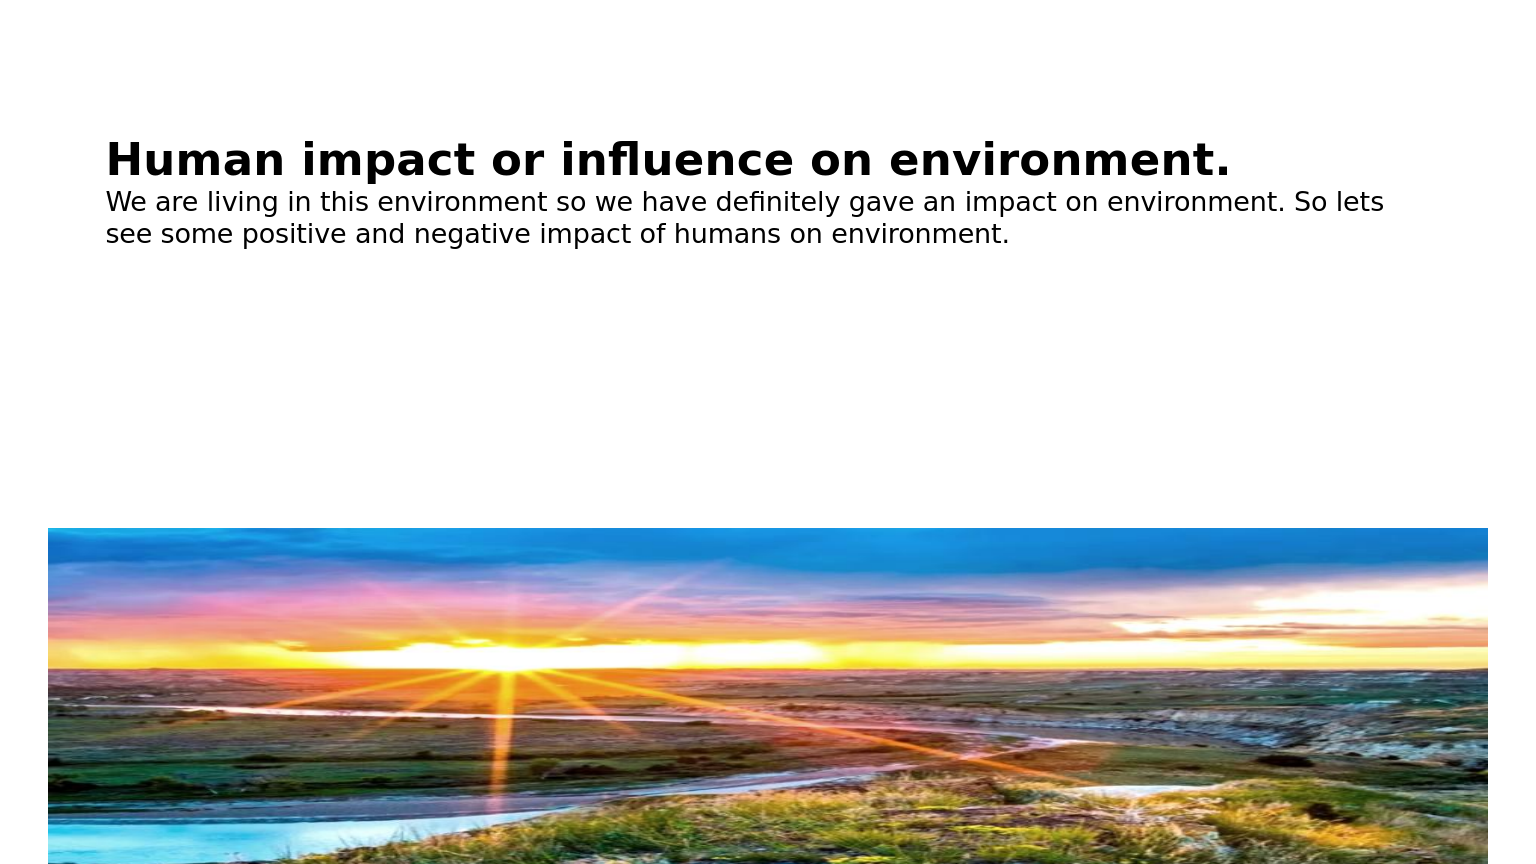 Human impact or influence on environment.
We are living in this environment so we have definitely gave an impact on environment. So lets
see some positive and negative impact of humans on environment.